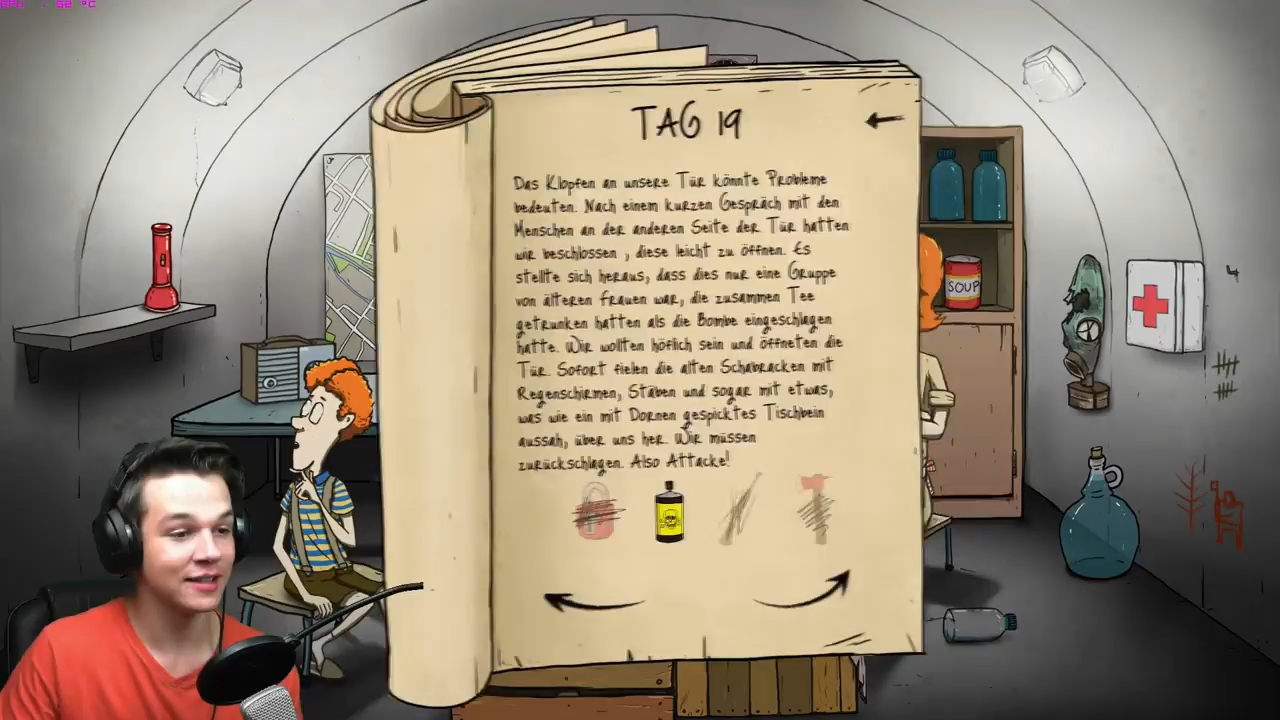 TAG 19
Das Klopfen an unsere Tür könnte Probleme
bedeuten. Nach einem kurzen Gespräch mit den
Menschen an der anderen Seite der Tür hatten
wir beschlossen , diese leicht zu öffnen. Es
stellte sich heraus, dass dies nur eine Gruppe
von älteren Frauen war, die zusammen Tee
getrunken hatten als die Bombe eingeschlagen
hatte. Wir wollten höflich sein und öffneten die
Tür. Sofort fielen die alten Schabracken mit
Regenschirmen, Stäben und sogar mit etwas,
was wie ein mit Dornen gespicktes Tischbein
aussah, über uns her. Wir müssen
zurückschlagen. Also Attacke!
SOUP